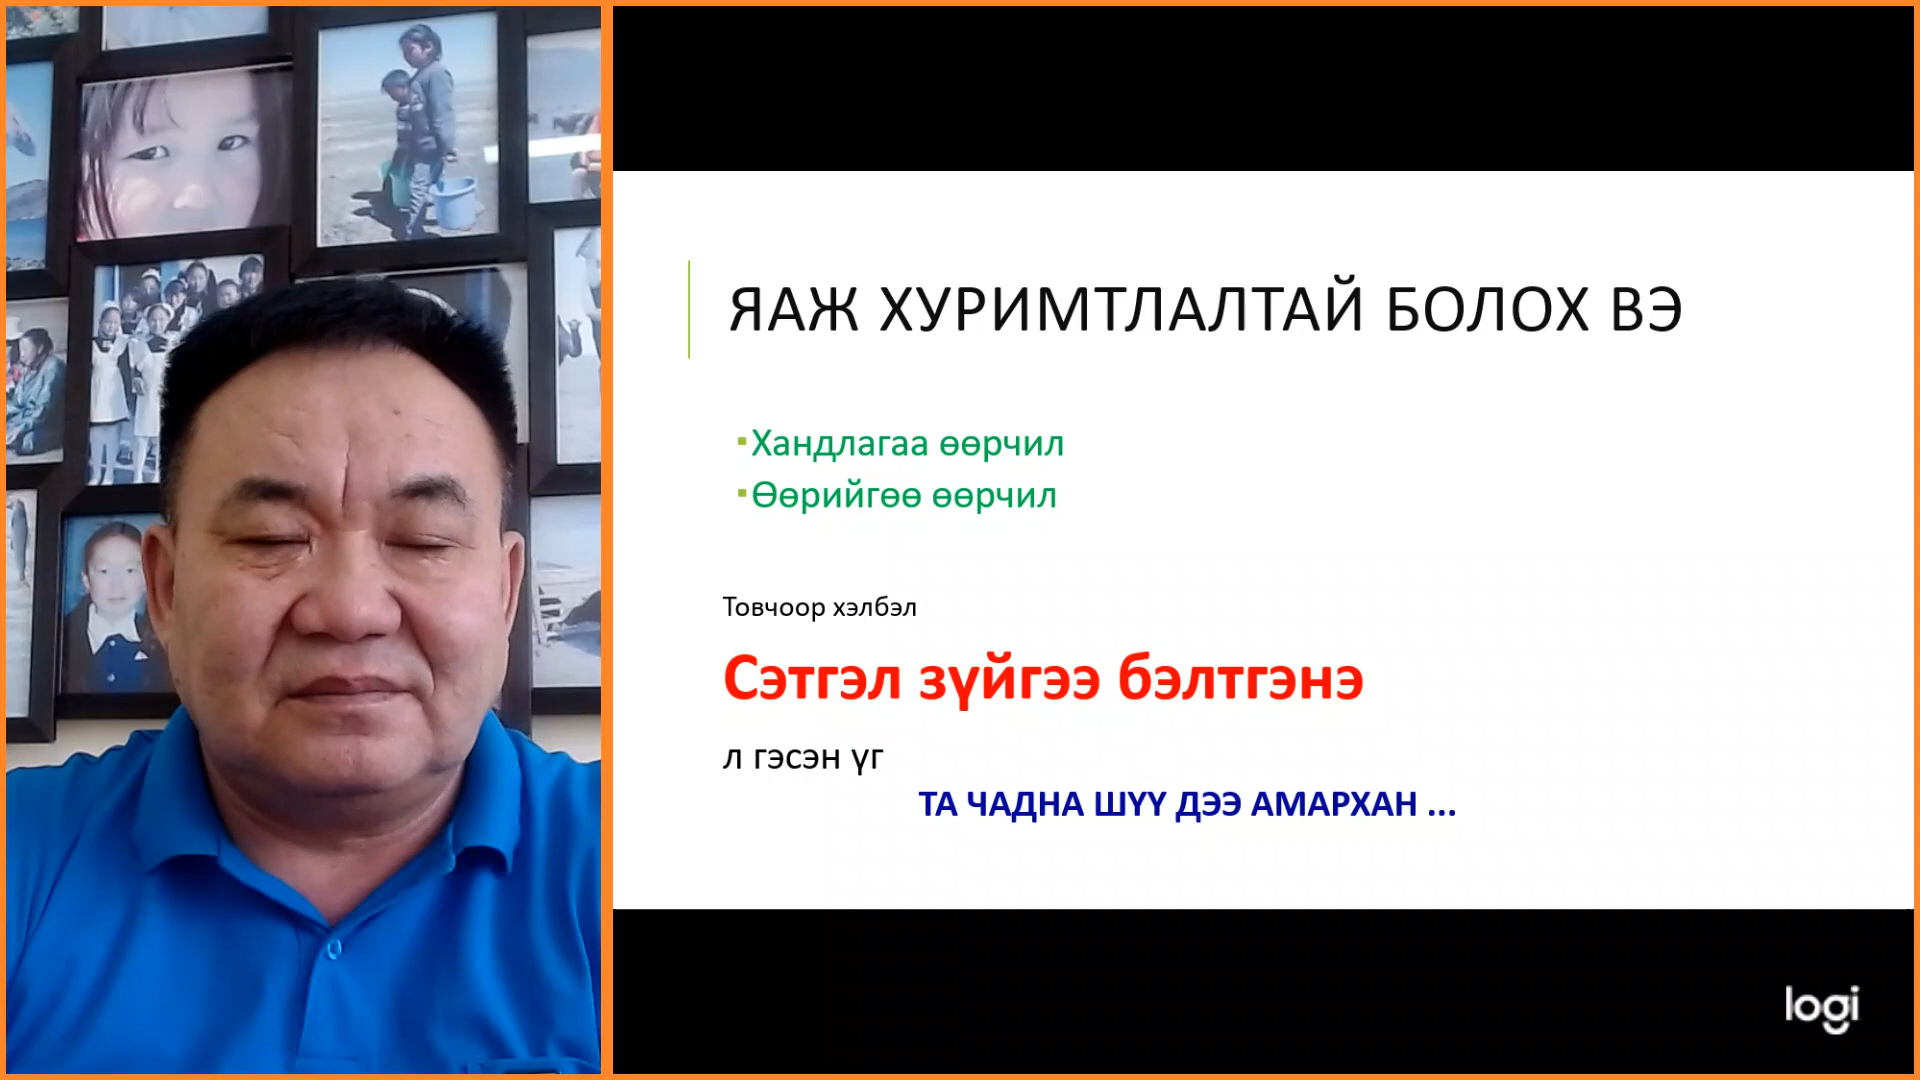 ЯАЖ ХУРИМТЛАЛТАЙ БОЛОХ ВЭ
▪Хандлагаа өөрчил
▪Өөрийгөө өөрчил
Товчоор хэлбэл
Сэтгэл зүйгээ бэлтгэнэ
л гэсэн үг
ТА ЧАДНА ШҮҮ ДЭЭ АМАРХАН ...
logi